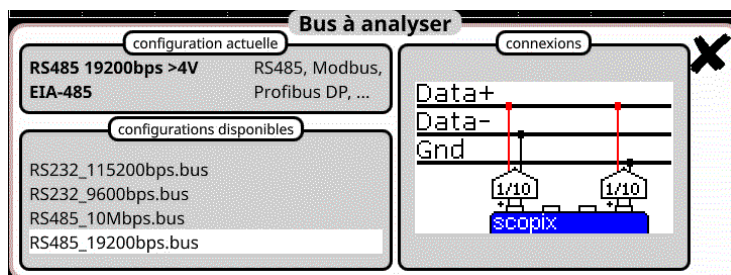 Bus à analyser
configuration actuelle
RS485 19200bps >4V RS485, Modbus,
EIA-485 Profibus DP, ...
configurations disponibles
RS232_115200bps.bus
RS232_9600bps.bus
RS485_10Mbps.bus
RS485_19200bps.bus
connexions
Data+
Data-
Gnd
1/10 1/10
+ +
scopix